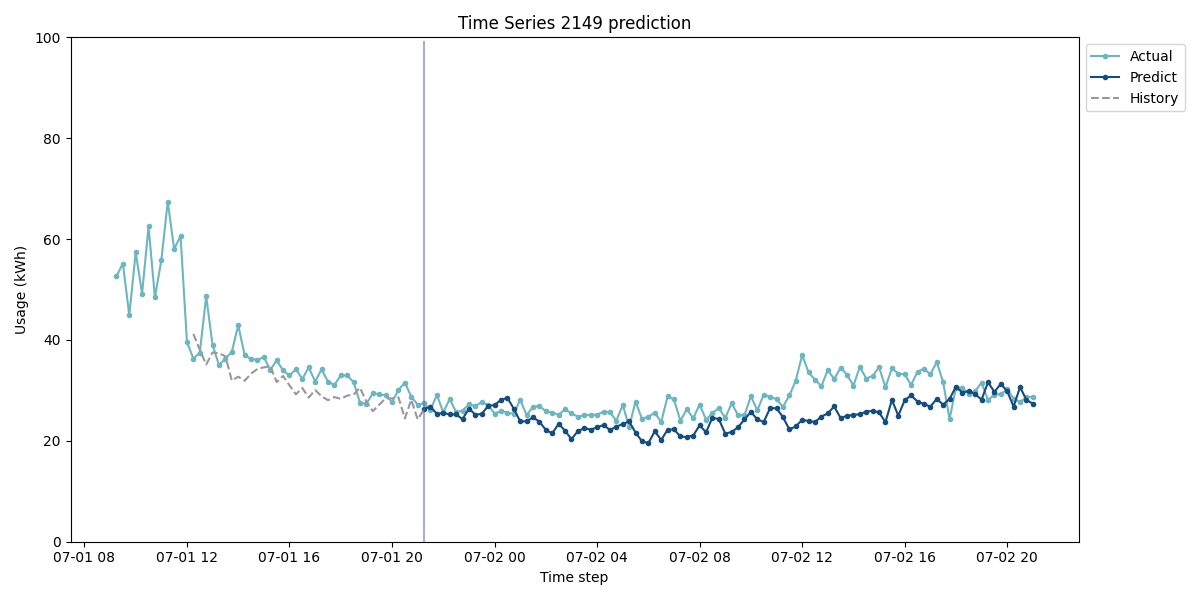 Time Series 2149 prediction
100
80
60
40
20
0
Usage (kWh)
07-01 08
07-01 12
07-01 16
07-01 20
07-02 00
07-02 04
07-02 08
07-02 12
07-02 16
07-02 20
Time step
Actual
Predict
History